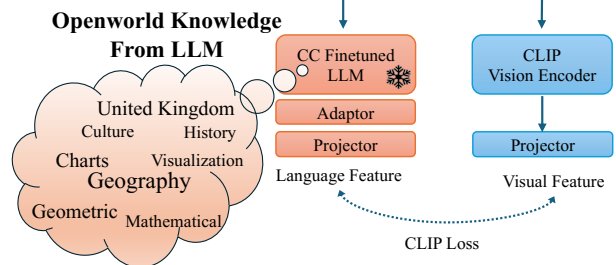 Openworld Knowledge
From LLM
United Kingdom
Culture
History
Charts
Visualization
Geography
Geometric
Mathematical
CC Finetuned
LLM
Adaptor
Projector
Language Feature
CLIP
Vision Encoder
Projector
Visual Feature
CLIP Loss